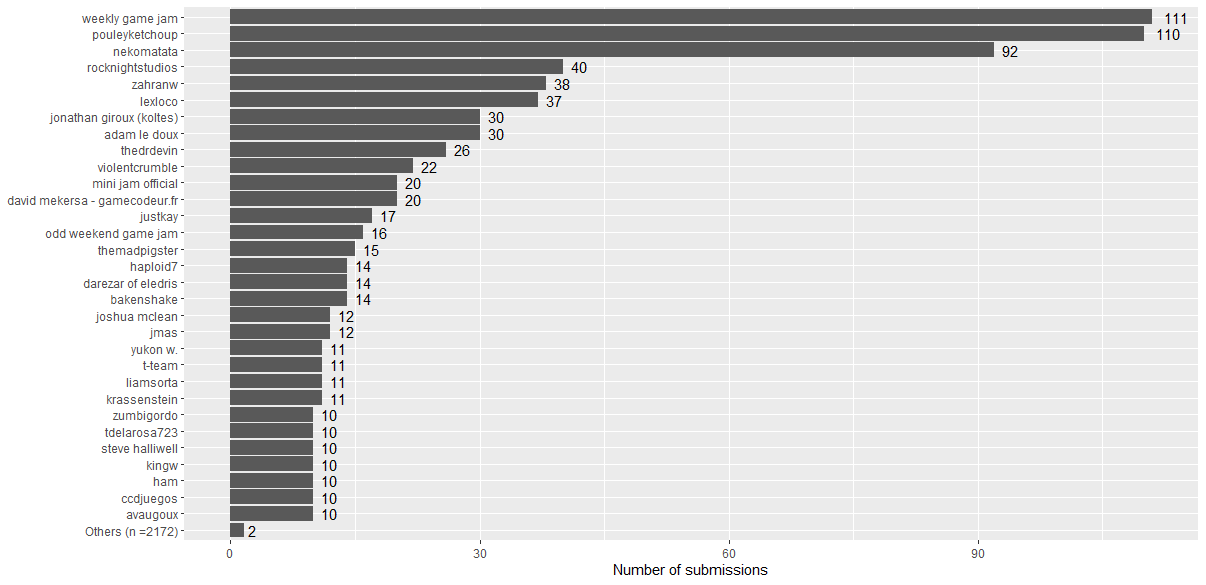 weekly game jam 111
pouleyketchoup 110
nekomatata 92
rocknightstudios 40
zahranw 38
lexloco 37
jonathan giroux (koltes) 30
adam le doux 30
thedrdevin 26
violentcrumble 22
mini jam official 20
david mekersa - gamecodeur.fr 20
justkay 17
odd weekend game jam 16
themadpigster 15
haploid7 14
darezar of eledris 14
bakenshake 14
joshua mclean 12
jmas 12
yukon w. 11
t-team 11
liamsorta 11
krassenstein 11
zumbigordo 10
tdelarosa723 10
steve halliwell 10
kingw 10
ham 10
ccdjuegos 10
avaugoux 10
Others (n =2172) 2
0 30 60 90
Number of submissions